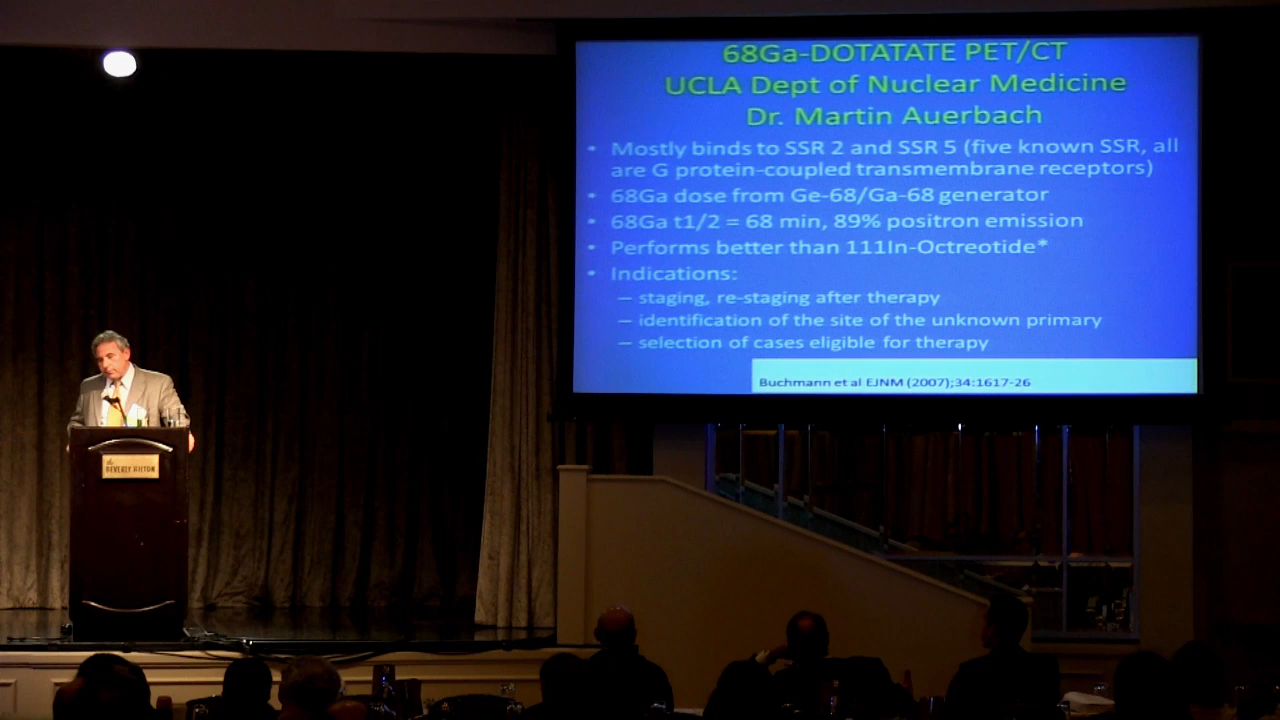 68Ga-DOTATATE PET/CT
UCLA Dept of Nuclear Medicine
Dr. Martin Auerbach
• Mostly binds to SSR 2 and SSR 5 (five known SSR, all
are G protein-coupled transmembrane receptors)
• 68Ga dose from Ge-68/Ga-68 generator
• 68Ga t1/2 = 68 min, 89% positron emission
• Performs better than 111In-Octreotide*
• Indications:
– staging, re-staging after therapy
– identification of the site of the unknown primary
– selection of cases eligible for therapy
Buchmann et al EJNM (2007);34:1617-26
The
BEVERLY HILTON